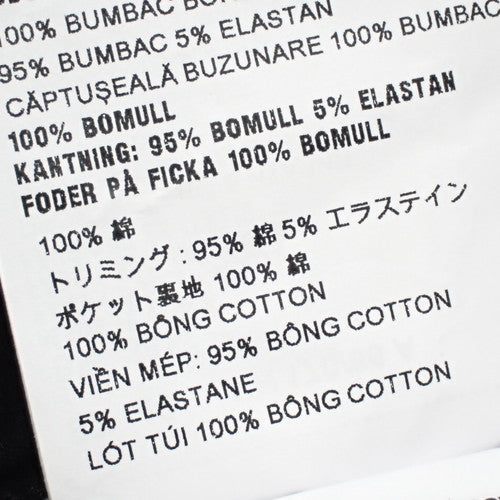 100% BUMBAC
95% BUMBAC 5% ELASTAN
CĂPTUȘEALĂ BUZUNARE 100% BUMBAC
100% BOMULL
KANTNING: 95% BOMULL 5% ELASTAN
FODER PÅ FICKA 100% BOMULL
100% 綿
トリミング : 95% 綿 5% エラステイン
ポケット裏地 100% 綿
100% BÔNG COTTON
VIỀN MÉP: 95% BÔNG COTTON
5% ELASTANE
LÓT TÚI 100% BÔNG COTTON